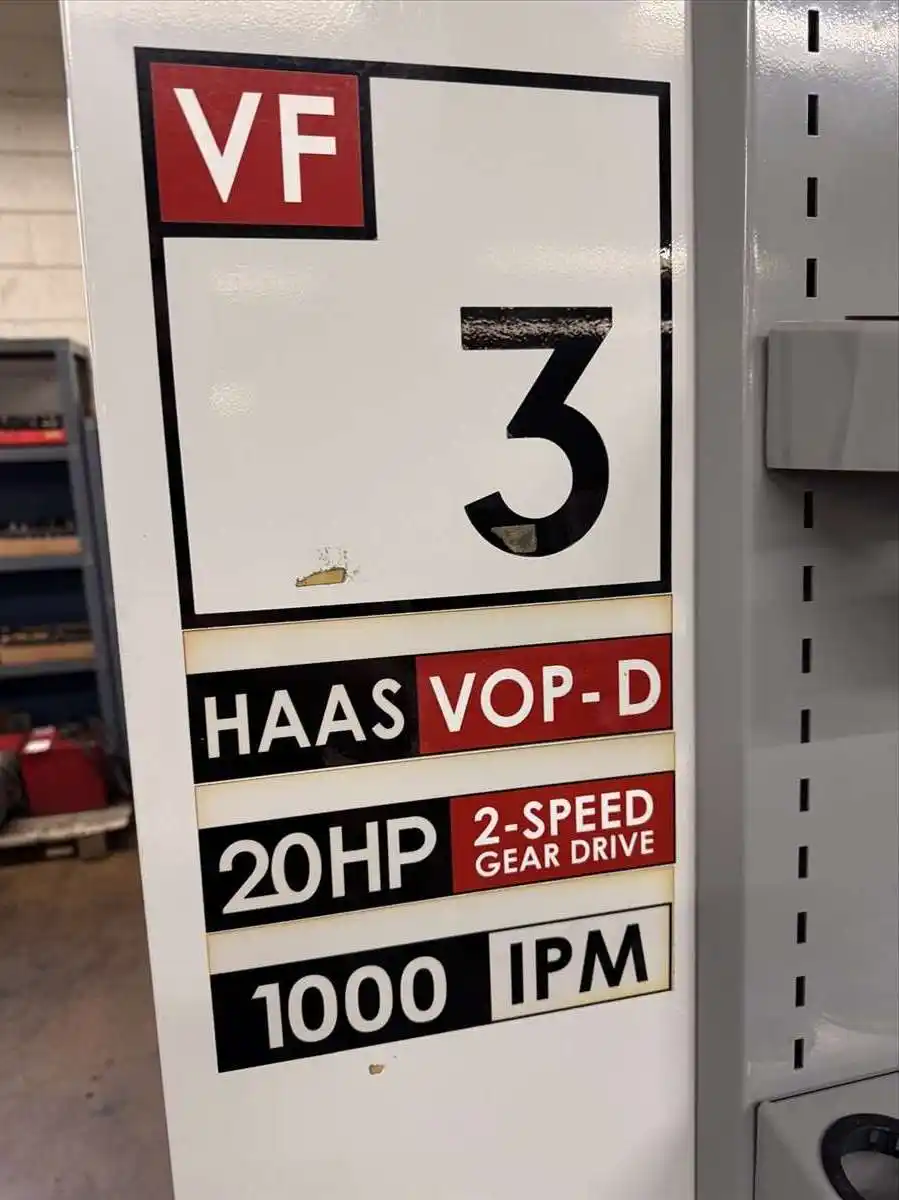 VF
3
HAAS VOP-D
20HP 2-SPEED
GEAR DRIVE
1000 IPM